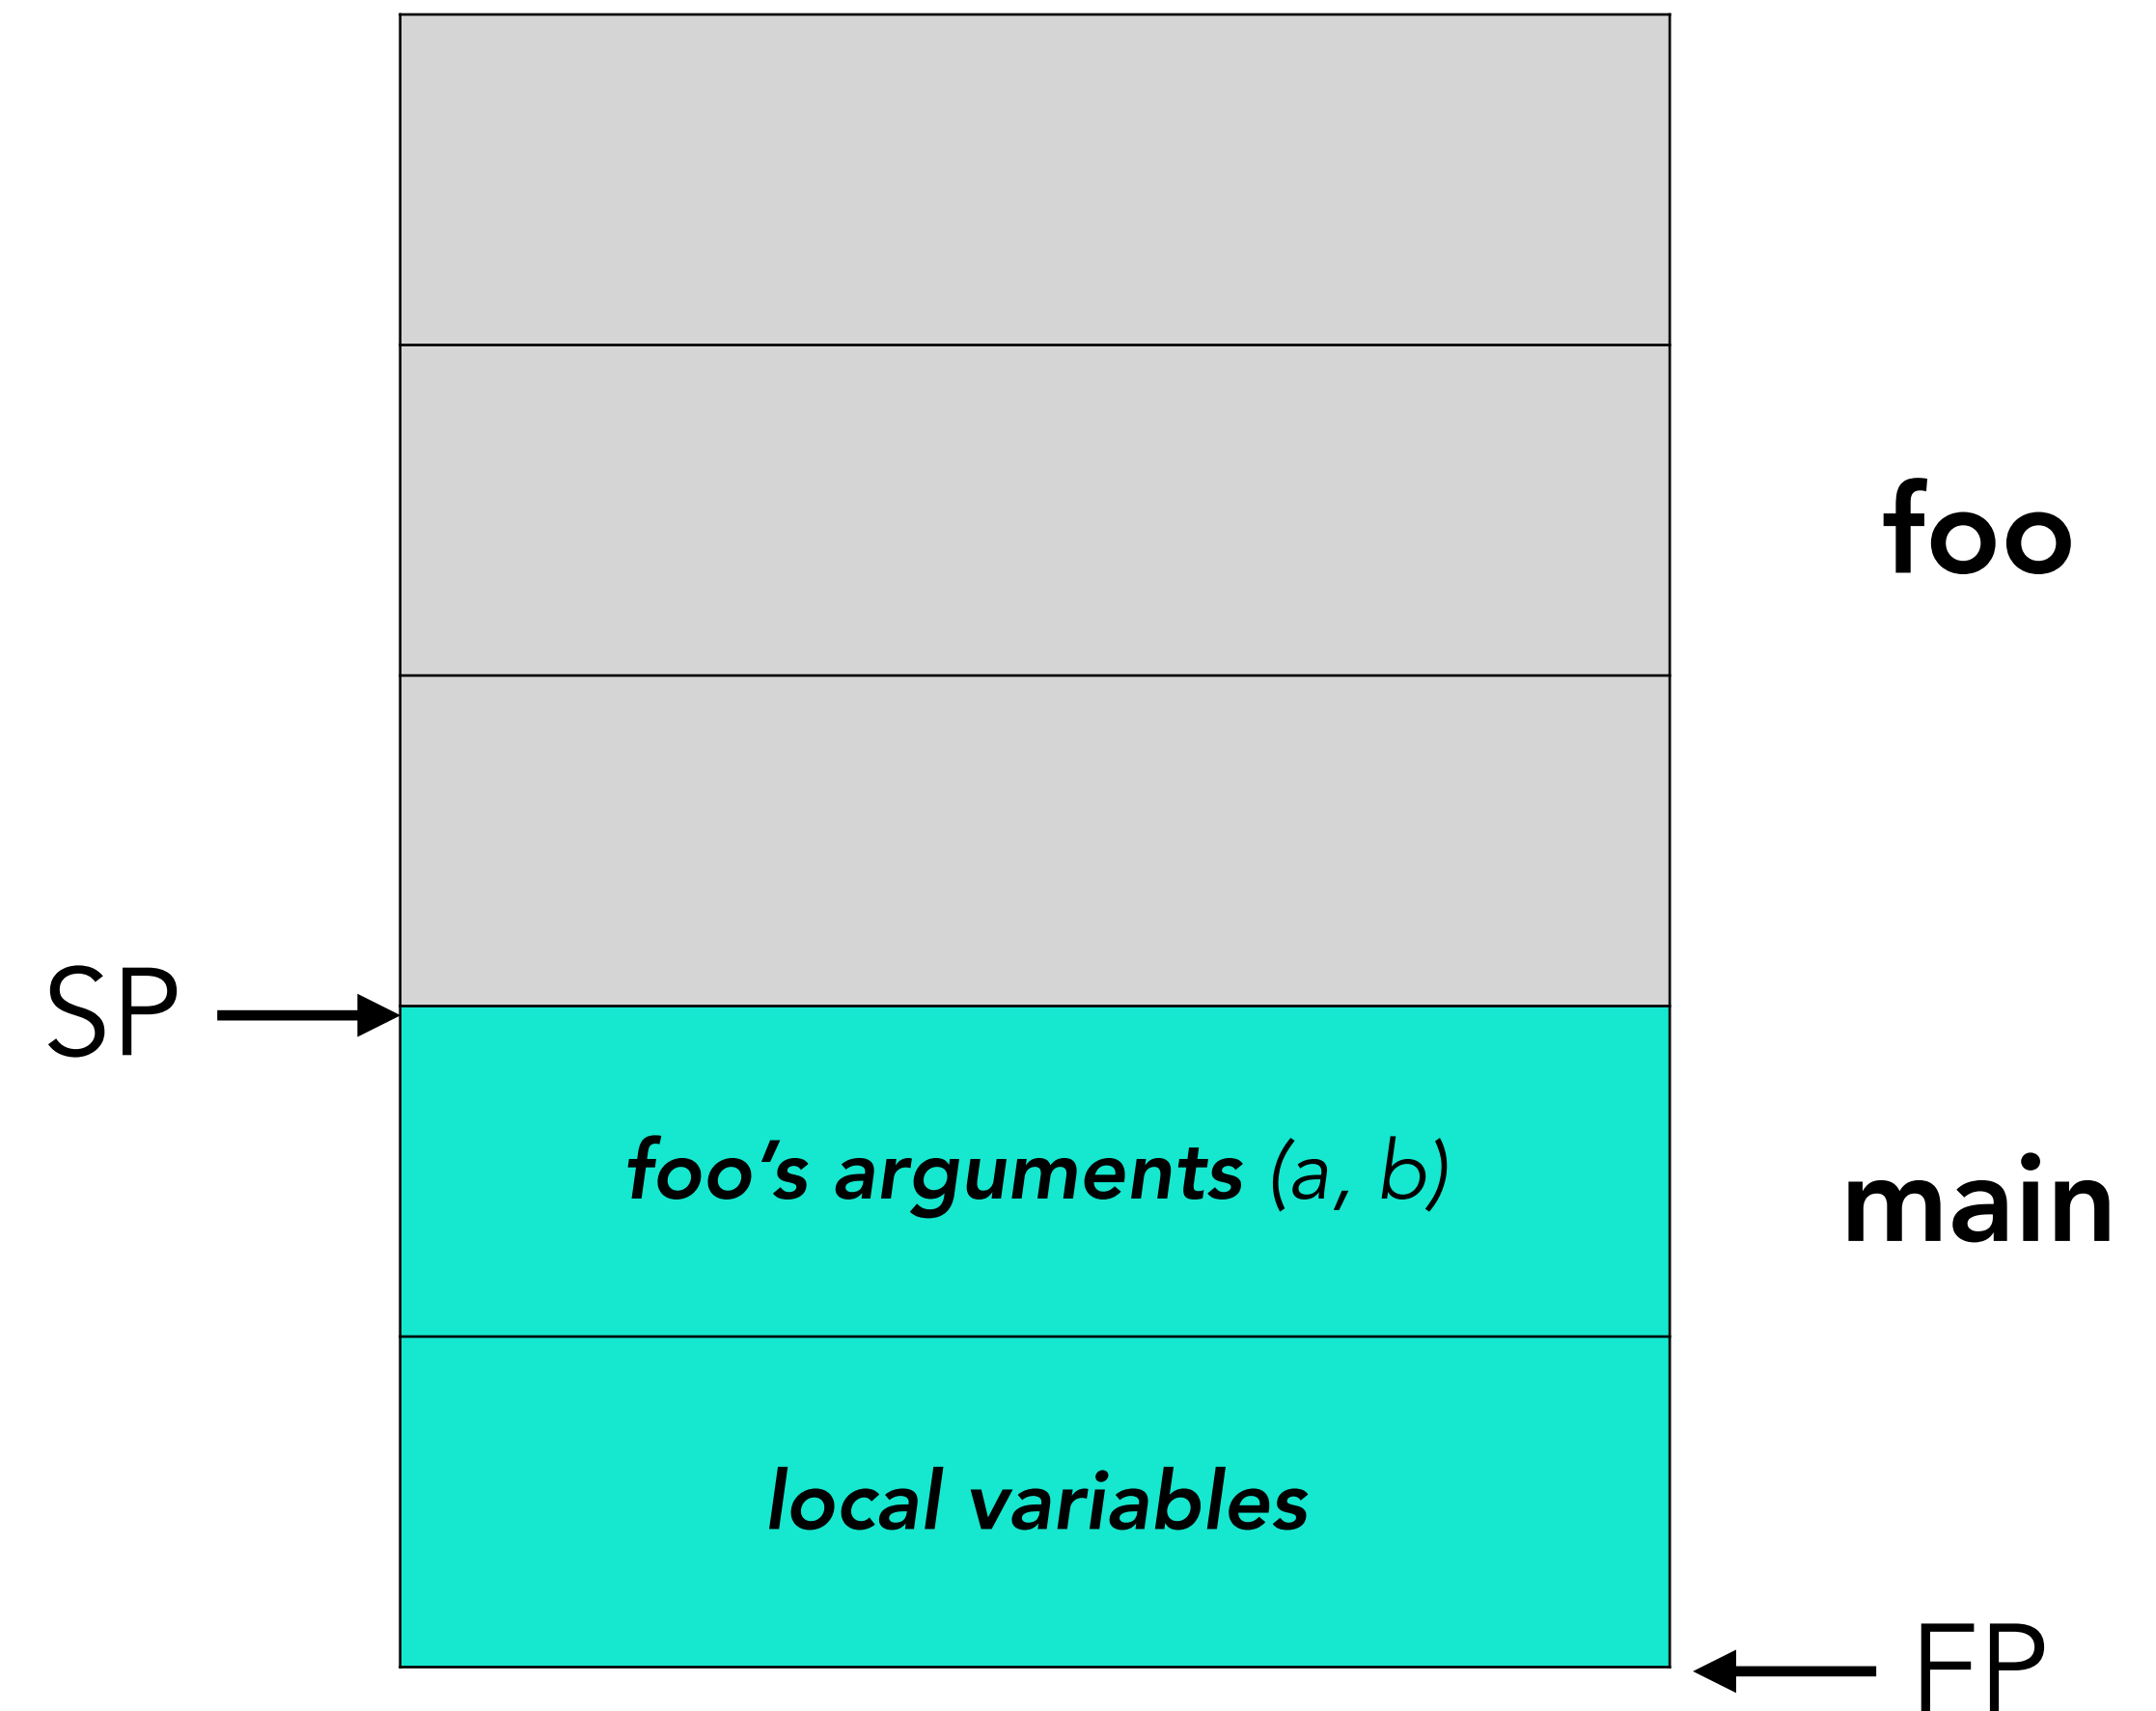 foo
SP
foo’s arguments (a, b)
main
local variables
FP